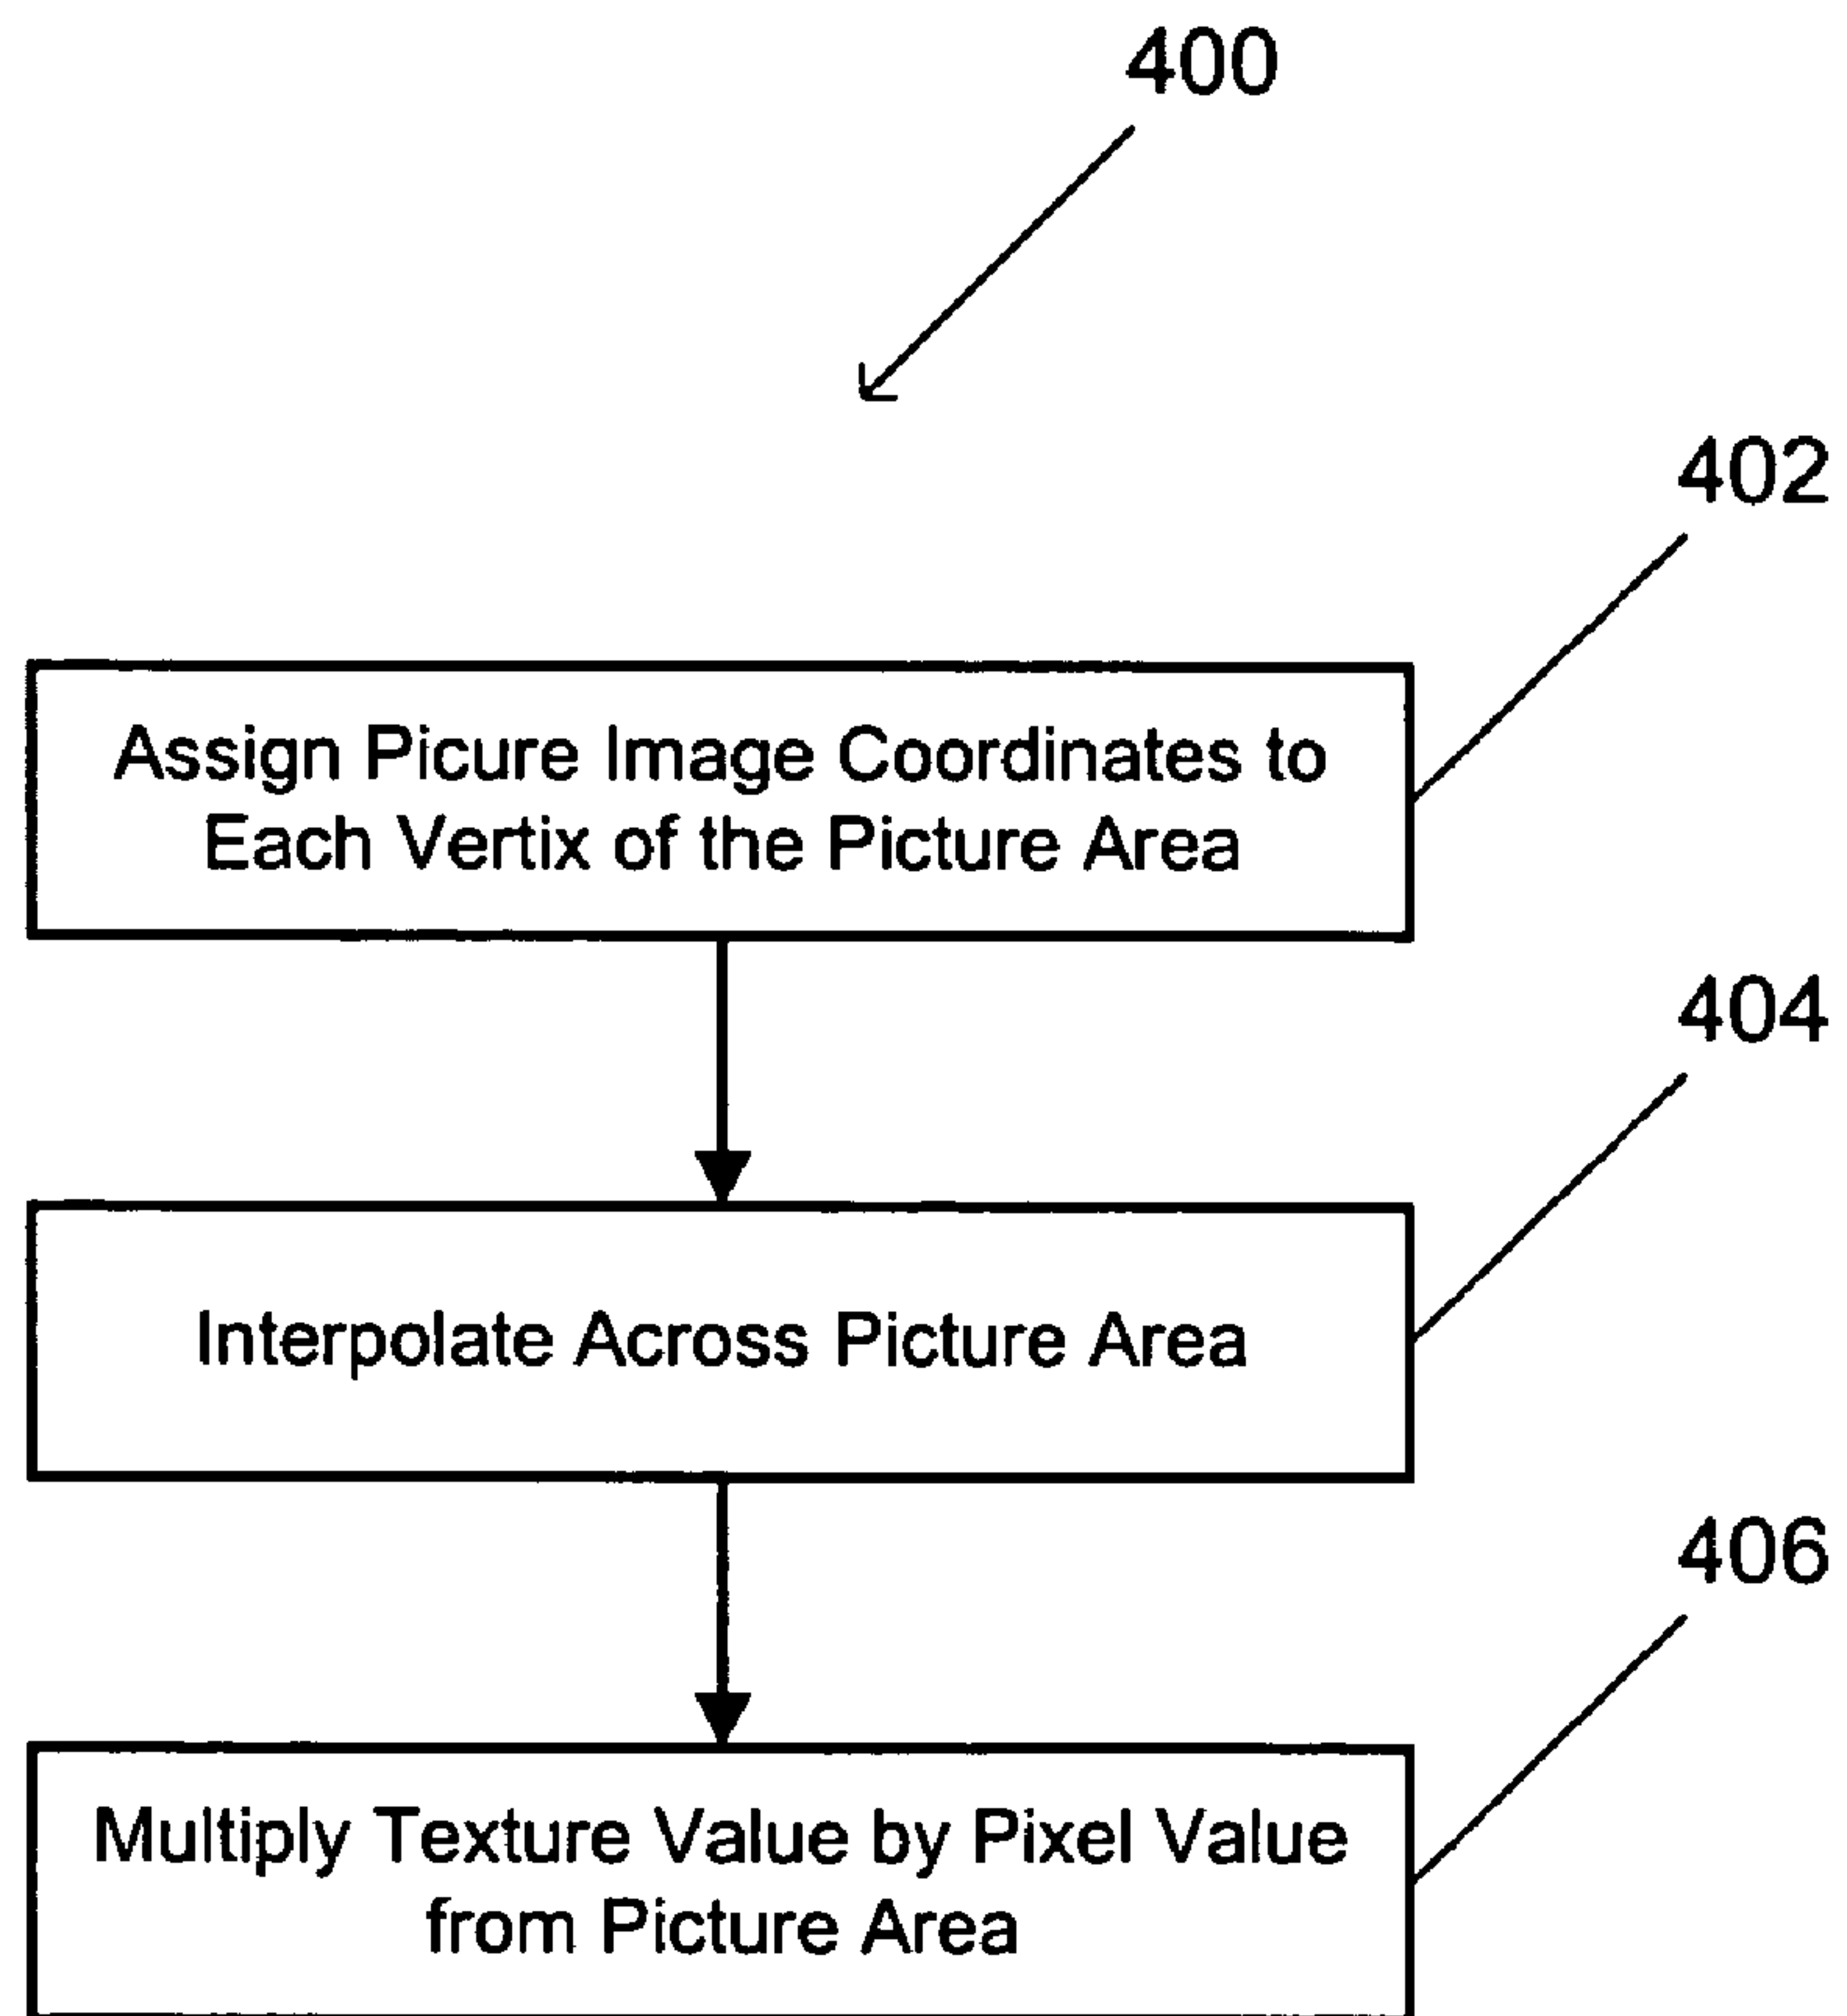 400
402
Assign Picure Image Coordinates to
Each Vertix of the Picture Area
404
Interpolate Across Picture Area
406
Multiply Texture Value by Pixel Value
from Picture Area